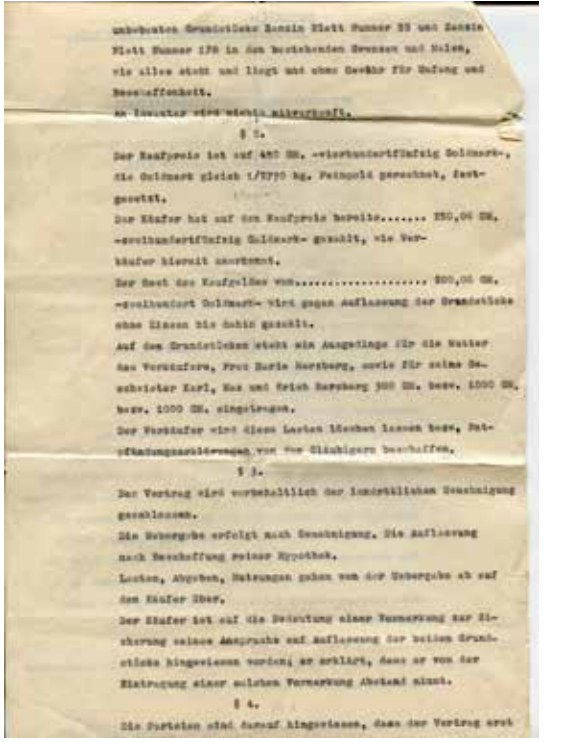 unbebauten Grundstücke Zensin Blatt Nummer 55 und Zensin
Blatt Nummer 178 in den bestehenden Grenzen und Malen,
wie alles steht und liegt und ohne Gewähr für Umfang und
Beschaffenheit.
An Inventar wird nichts mitverkauft.
§ 2.
Der Kaufpreis ist auf 450 GM. -vierhundertfünfzig Goldmark-,
die Goldmark gleich 1/2790 kg. Feingold gerechnet, fest-
gesetzt.
Der Käufer hat auf den Kaufpreis bereits....... 250,00 GM.
-zweihundertfünfzig Goldmark- gezahlt, wie Ver-
käufer hiermit anerkennt.
Der Rest des Kaufgeldes von.................... 200,00 GM.
-zweihundert Goldmark- wird gegen Auflassung der Grundstücke
ohne Zinsen bis dahin gezahlt.
Auf den Grundstücken steht ein Ausgedinge für die Mutter
des Verkäufers, Frau Marie Herzberg, sowie für seine Ge-
schwister Karl, Max und Erich Herzberg 300 GM. bezw. 1000 GM.
bezw. 1000 GM. eingetragen.
Der Verkäufer wird diese Lasten löschen lassen bezw. Ent-
pfändungserklärungen von der Gläubigern beschaffen.
§ 3.
Der Vertrag wird vorbehaltlich der landrätlichen Genehmigung
geschlossen.
Die Uebergabe erfolgt nach Genehmigung. Die Auflassung
nach Beschaffung reiner Hypothek.
Lasten, Abgaben, Nutzungen gehen von der Uebergabe ab auf
den Käufer über.
Der Käufer ist auf die Bedeutung einer Vormerkung zur Si-
cherung seines Anspruchs auf Auflassung der beiden Grund-
stücke hingewiesen worden; er erklärt, dass er von der
Eintragung einer solchen Vormerkung Abstand nimmt.
§ 4.
Die Parteien sind darauf hingewiesen, dass der Vertrag erst